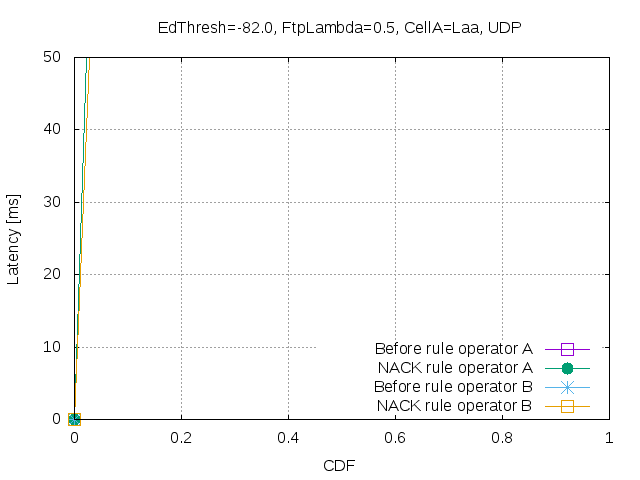 EdThresh=-82.0, FtpLambda=0.5, CellA=Laa, UDP
50
40
30
20
10
0
Latency [ms]
Before rule operator A
NACK rule operator A
Before rule operator B
NACK rule operator B
0
0.2
0.4
0.6
0.8
1
CDF